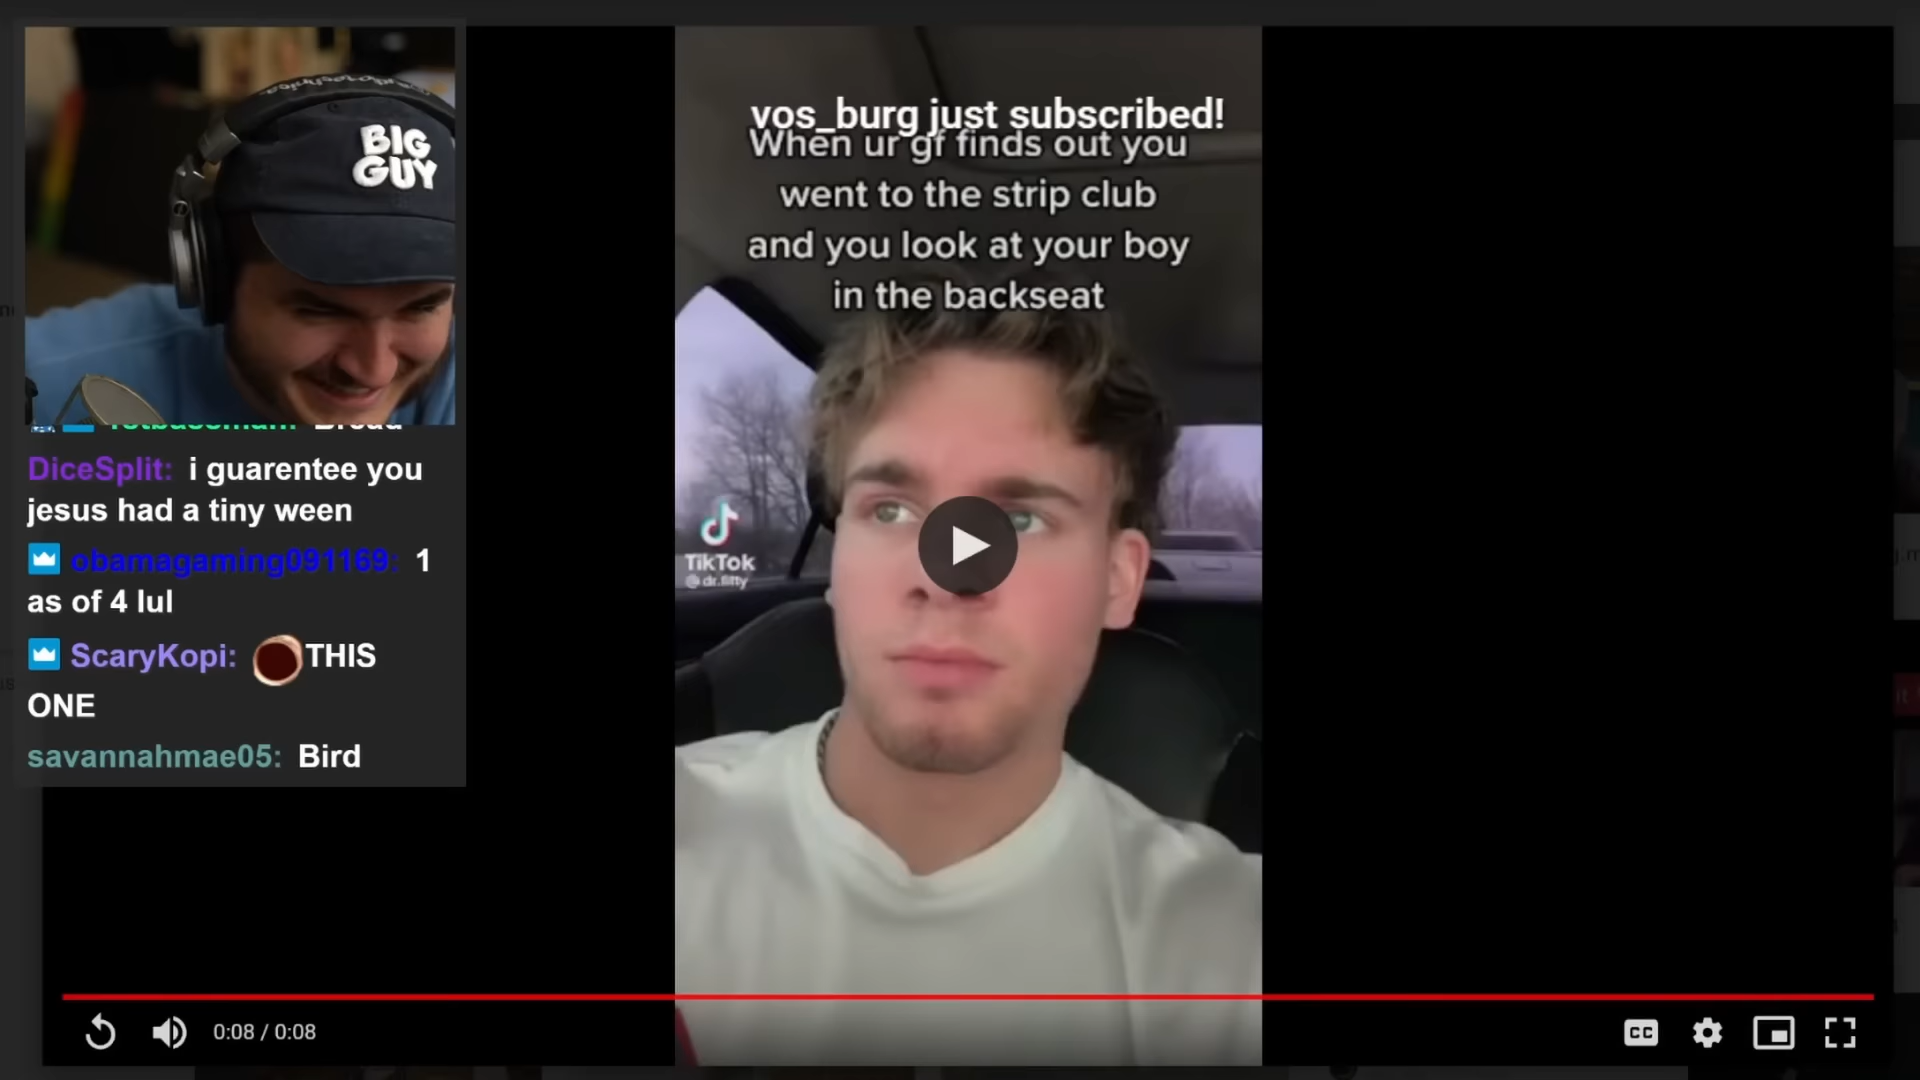 BIG
GUY
DiceSplit: i guarentee you
jesus had a tiny ween
obamagaming091169: 1
as of 4 lul
ScaryKopi: THIS
ONE
savannahmae05: Bird
vos_burg just subscribed!
When ur gf finds out you
went to the strip club
and you look at your boy
in the backseat
TikTok
0:08 / 0:08
CC